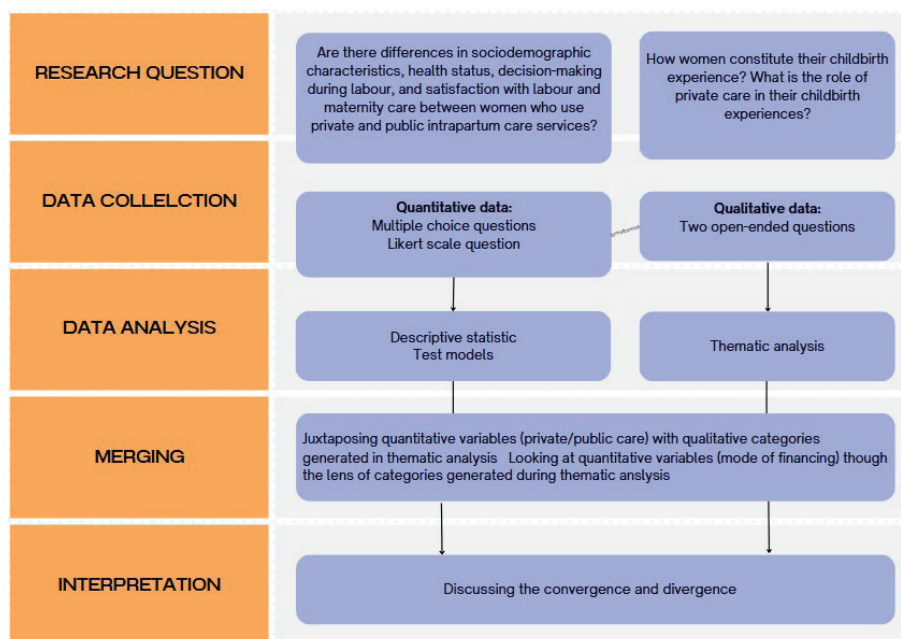 RESEARCH QUESTION
Are there differences in sociodemographic
characteristics, health status, decision-making
during labour, and satisfaction with labour and
maternity care between women who use
private and public intrapartum care services?
How women constitute their childbirth
experience? What is the role of
private care in their childbirth
experiences?
DATA COLLELCTION
Quantitative data:
Multiple choice questions
Likert scale question
Qualitative data:
Two open-ended questions
DATA ANALYSIS
Descriptive statistic
Test models
Thematic analysis
MERGING
Juxtaposing quantitative variables (private/public care) with qualitative categories
generated in thematic analysis Looking at quantitative variables (mode of financing) though
the lens of categories generated during thematic anslysis
INTERPRETATION
Discussing the convergence and divergence